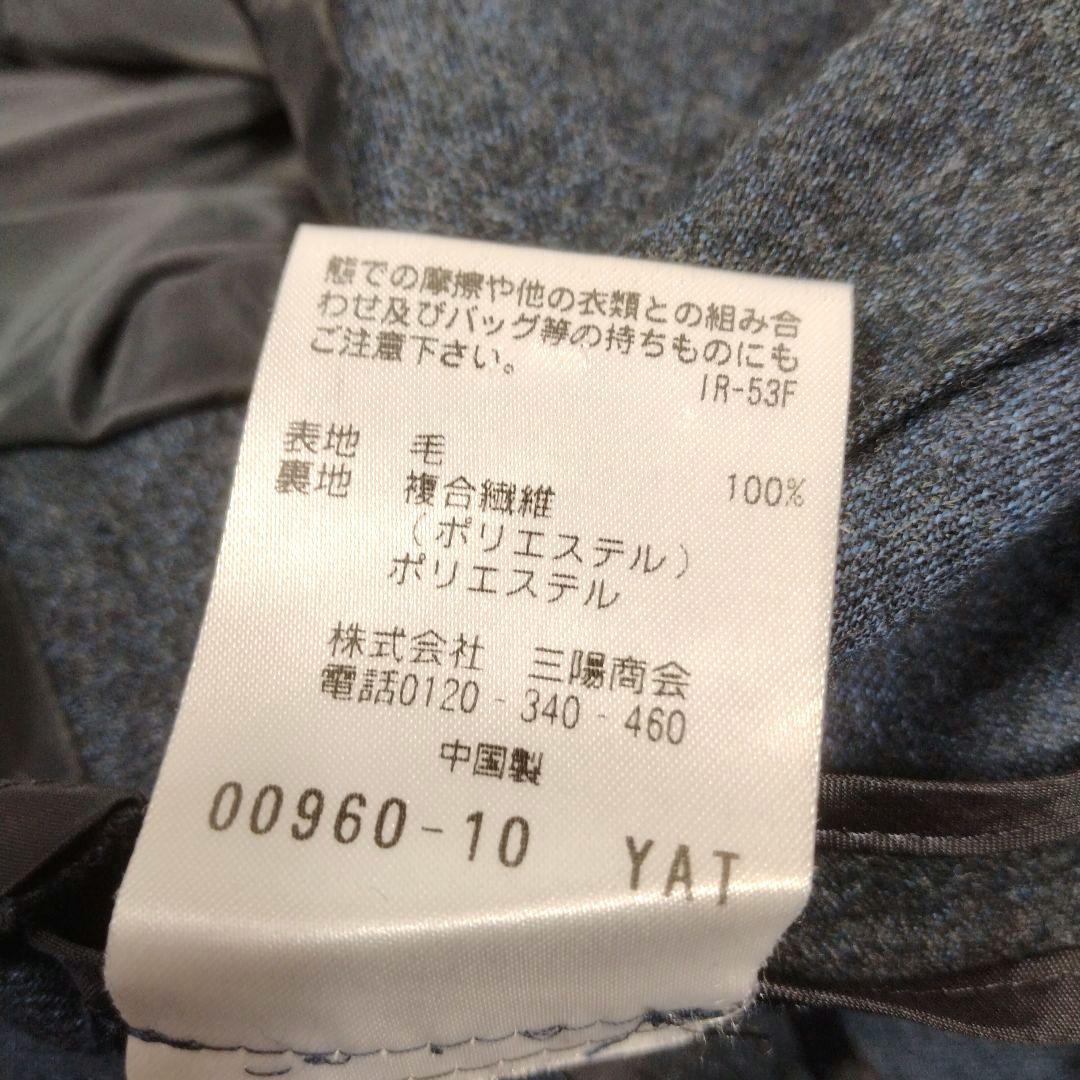 態での摩擦や他の衣類との組み合
わせ及びバッグ等の持ちものにも
ご注意下さい。
IR-53F
表地 毛 100%
裏地 複合繊維
(ポリエステル)
ポリエステル
株式会社 三陽商会
電話0120-340-460
中国製
00960-10 YAT